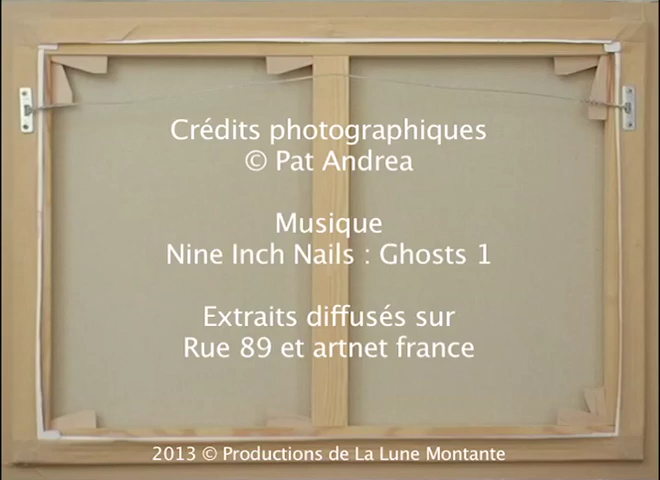 Crédits photographiques
© Pat Andrea
Musique
Nine Inch Nails : Ghosts 1
Extraits diffusés sur
Rue 89 et artnet france
2013 © Productions de La Lune Montante